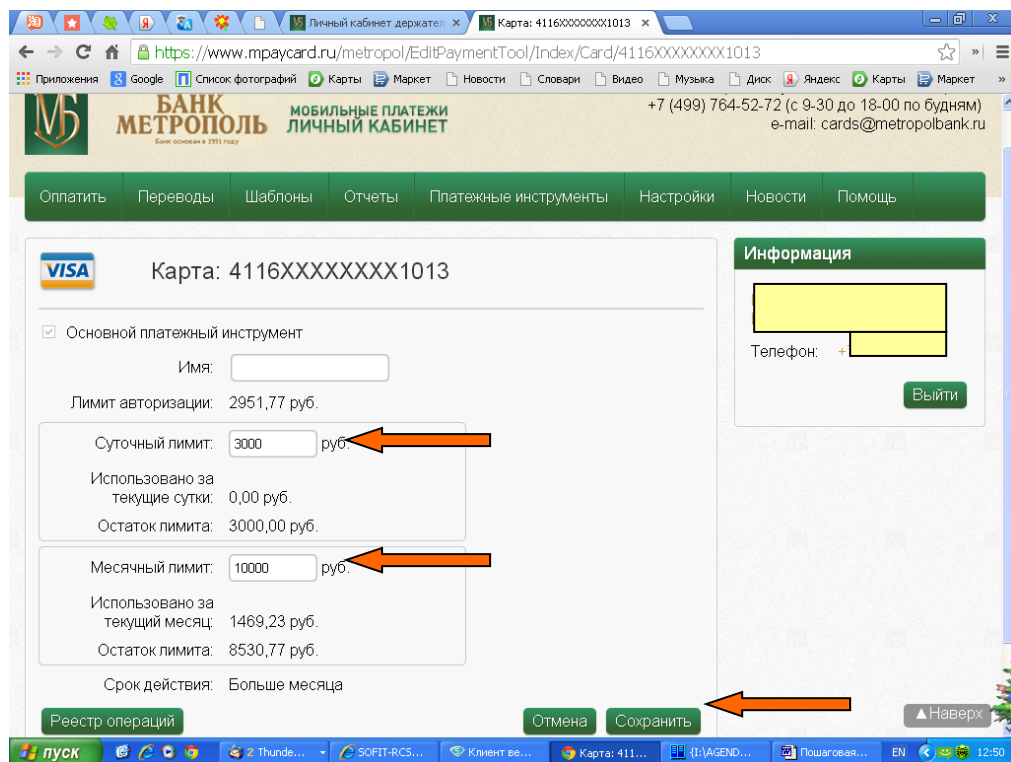 Личный кабинет держател ×
Карта: 4116XXXXXXXX1013 ×
https://www.mpaycard.ru/metropol/EditPaymentTool/Index/Card/4116XXXXXXXX1013
Приложения Google Список фотографий Карты Маркет Новости Словари Видео Музыка Диск Яндекс Карты Маркет »
БАНК МЕТРОПОЛЬ
Банк основан в 1991 году
МОБИЛЬНЫЕ ПЛАТЕЖИ
ЛИЧНЫЙ КАБИНЕТ
+7 (499) 764-52-72 (с 9-30 до 18-00 по будням)
e-mail: cards@metropolbank.ru
Оплатить Переводы Шаблоны Отчеты Платежные инструменты Настройки Новости Помощь
VISA Карта: 4116XXXXXXXX1013
Основной платежный инструмент
Имя:
Лимит авторизации: 2951,77 руб.
Суточный лимит: 3000 руб.
Использовано за
текущие сутки: 0,00 руб.
Остаток лимита: 3000,00 руб.
Месячный лимит: 10000 руб.
Использовано за
текущий месяц: 1469,23 руб.
Остаток лимита: 8530,77 руб.
Срок действия: Больше месяца
Реестр операций Отмена Сохранить
Информация
Телефон: +
Выйти
▲Наверх
пуск 2 Thunde... SOFIT-RCS... Клиент ве... Карта: 411... {I:\AGEND... Пошаговая... EN 12:50